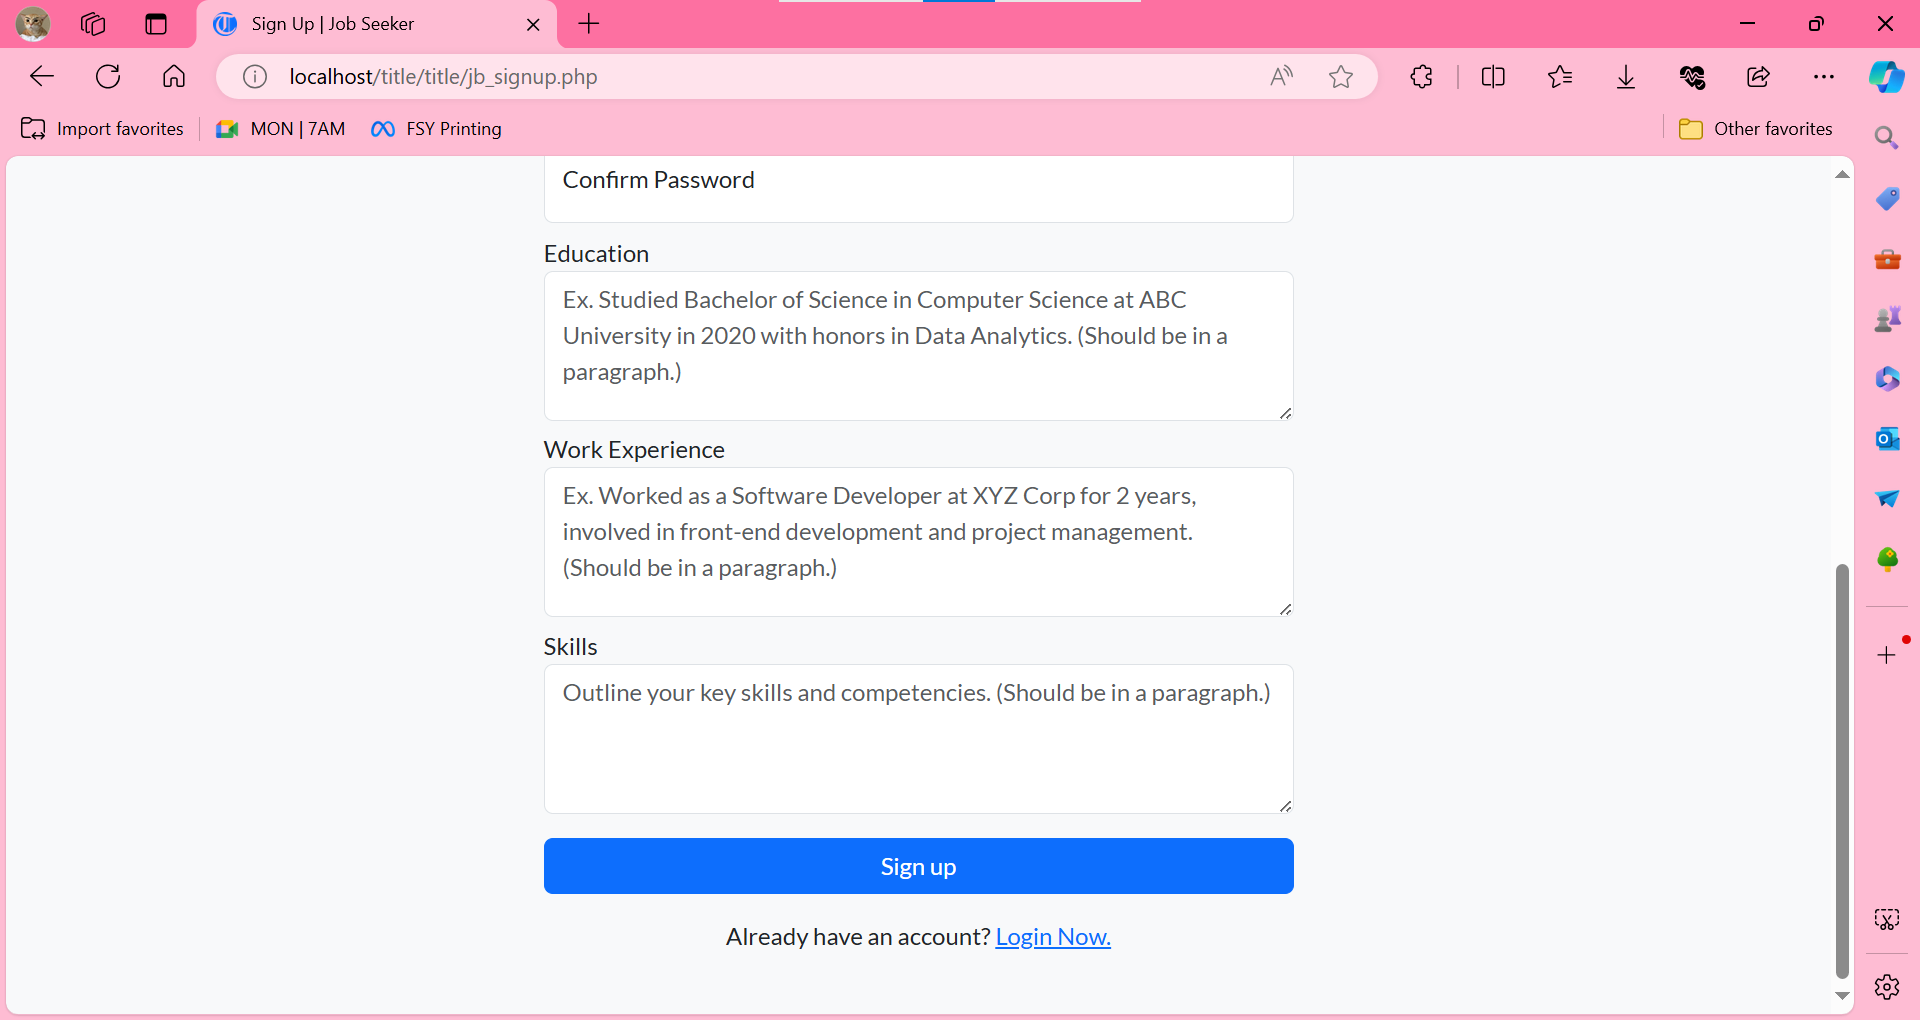 Sign Up | Job Seeker
localhost/title/title/jb_signup.php
Import favorites
MON | 7AM
FSY Printing
Other favorites
Confirm Password
Education
Ex. Studied Bachelor of Science in Computer Science at ABC
University in 2020 with honors in Data Analytics. (Should be in a
paragraph.)
Work Experience
Ex. Worked as a Software Developer at XYZ Corp for 2 years,
involved in front-end development and project management.
(Should be in a paragraph.)
Skills
Outline your key skills and competencies. (Should be in a paragraph.)
Sign up
Already have an account? Login Now.